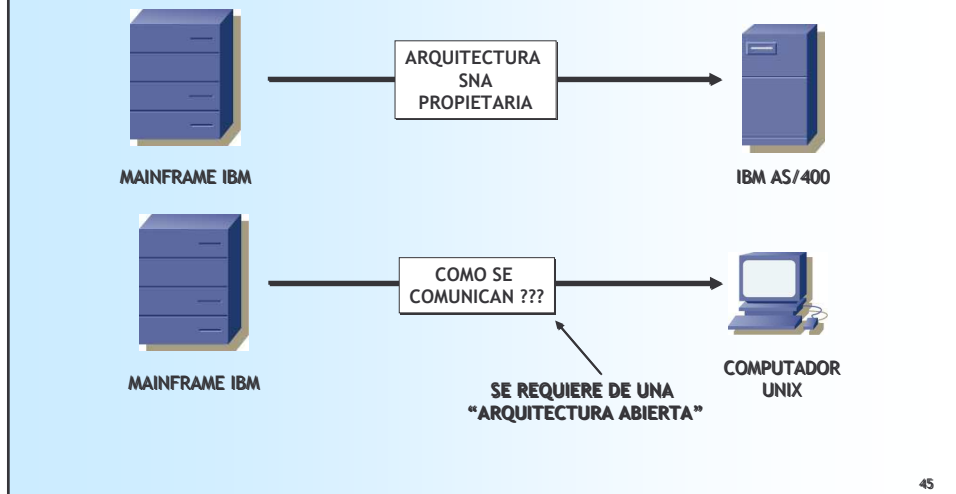 ARQUITECTURA
SNA
PROPIETARIA
MAINFRAME IBM
IBM AS/400
COMO SE
COMUNICAN ???
MAINFRAME IBM
COMPUTADOR
UNIX
SE REQUIERE DE UNA
“ARQUITECTURA ABIERTA”
45